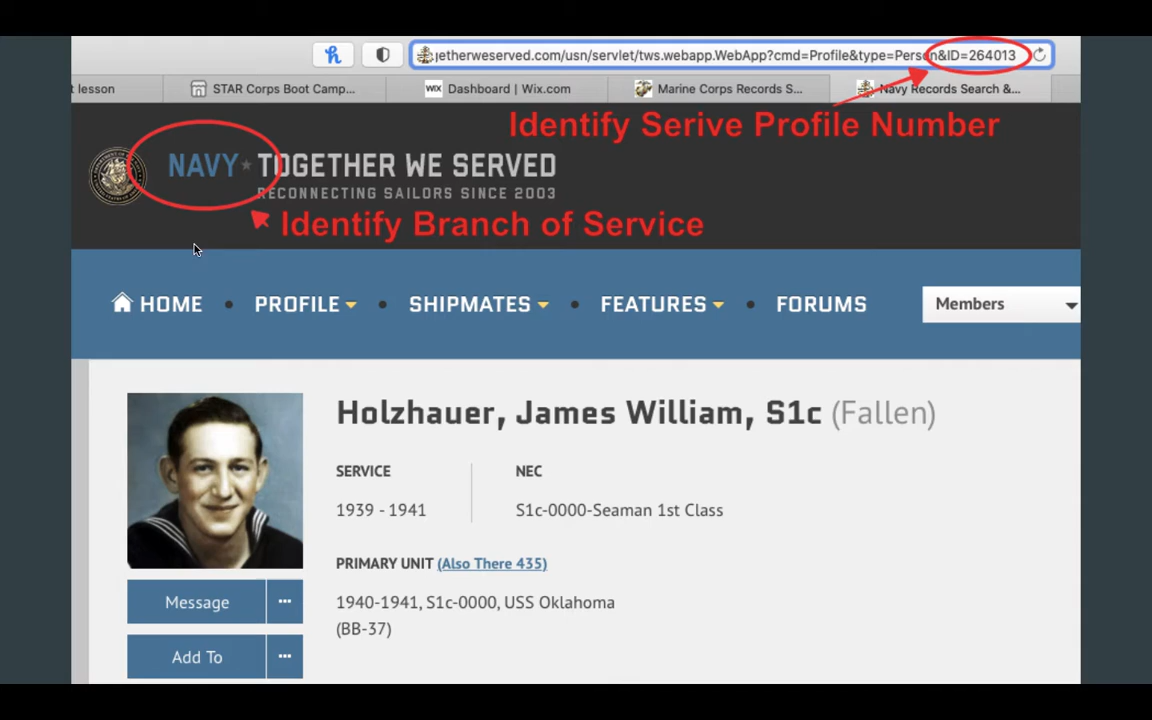 getherweserved.com/usn/servlet/tws.webapp.WebApp?cmd=Profile&type=Person&ID=264013
t lesson
STAR Corps Boot Camp...
WIX Dashboard | Wix.com
Marine Corps Records S...
Navy Records Search &...
Identify Serive Profile Number
NAVY★TOGETHER WE SERVED
RECONNECTING SAILORS SINCE 2003
Identify Branch of Service
HOME • PROFILE • SHIPMATES • FEATURES • FORUMS
Members
Holzhauer, James William, S1c (Fallen)
SERVICE
NEC
1939 - 1941
S1c-0000-Seaman 1st Class
PRIMARY UNIT (Also There 435)
1940-1941, S1c-0000, USS Oklahoma
(BB-37)
Message
Add To